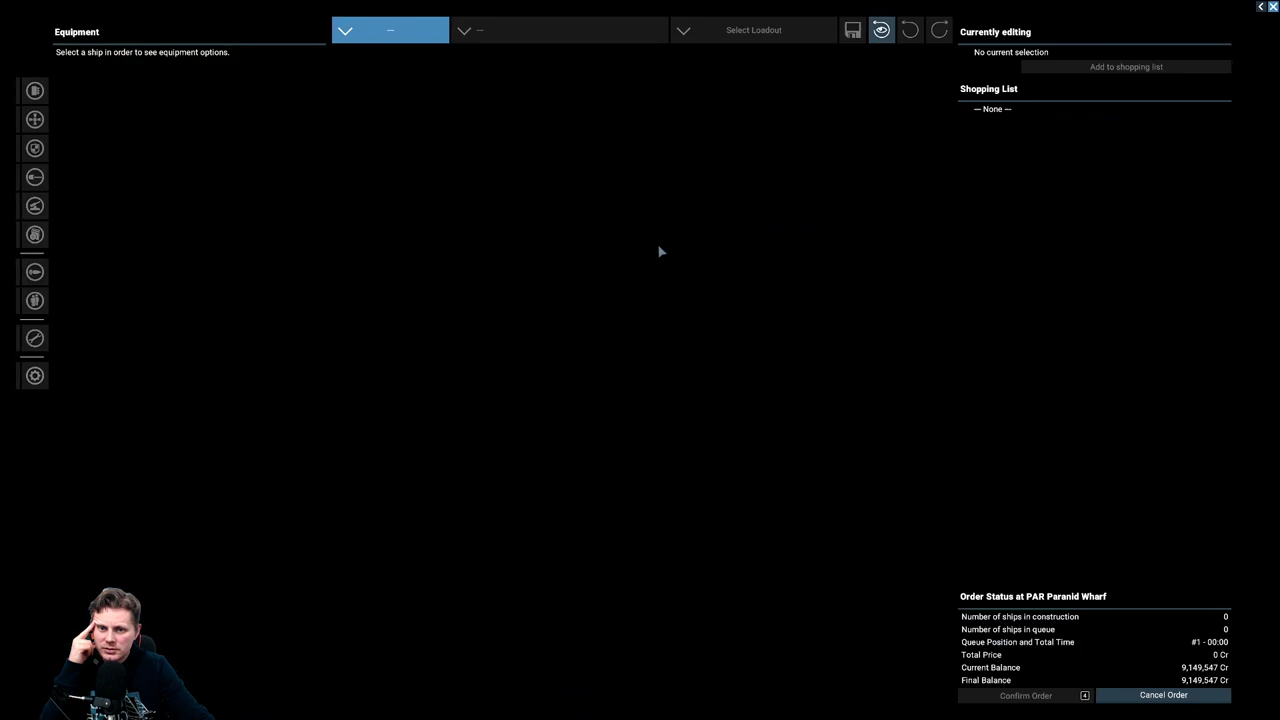 Equipment
Select a ship in order to see equipment options.
—
—
Select Loadout
Currently editing
No current selection
Add to shopping list
Shopping List
— None —
Order Status at PAR Paranid Wharf
Number of ships in construction 0
Number of ships in queue 0
Queue Position and Total Time #1 - 00:00
Total Price 0 Cr
Current Balance 9,149,547 Cr
Final Balance 9,149,547 Cr
Confirm Order 4
Cancel Order